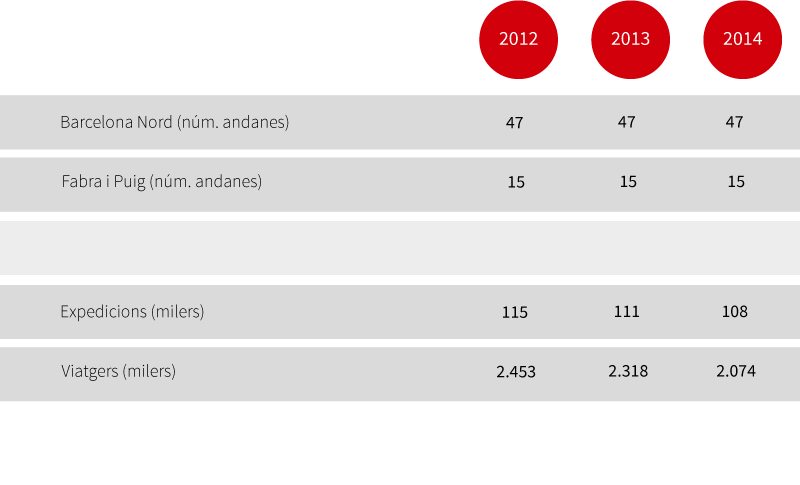 2012 2013 2014
Barcelona Nord (núm. andanes) 47 47 47
Fabra i Puig (núm. andanes) 15 15 15
Expedicions (milers) 115 111 108
Viatgers (milers) 2.453 2.318 2.074